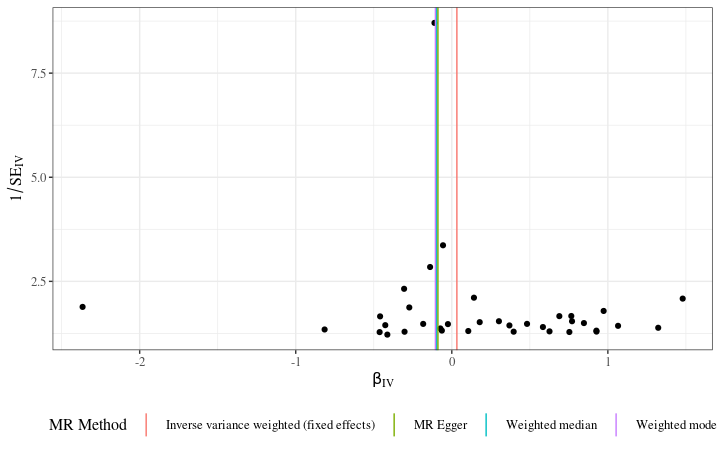 7.5
5.0
2.5
1/SE_IV
-2
-1
0
1
β_IV
MR Method
Inverse variance weighted (fixed effects)
MR Egger
Weighted median
Weighted mode